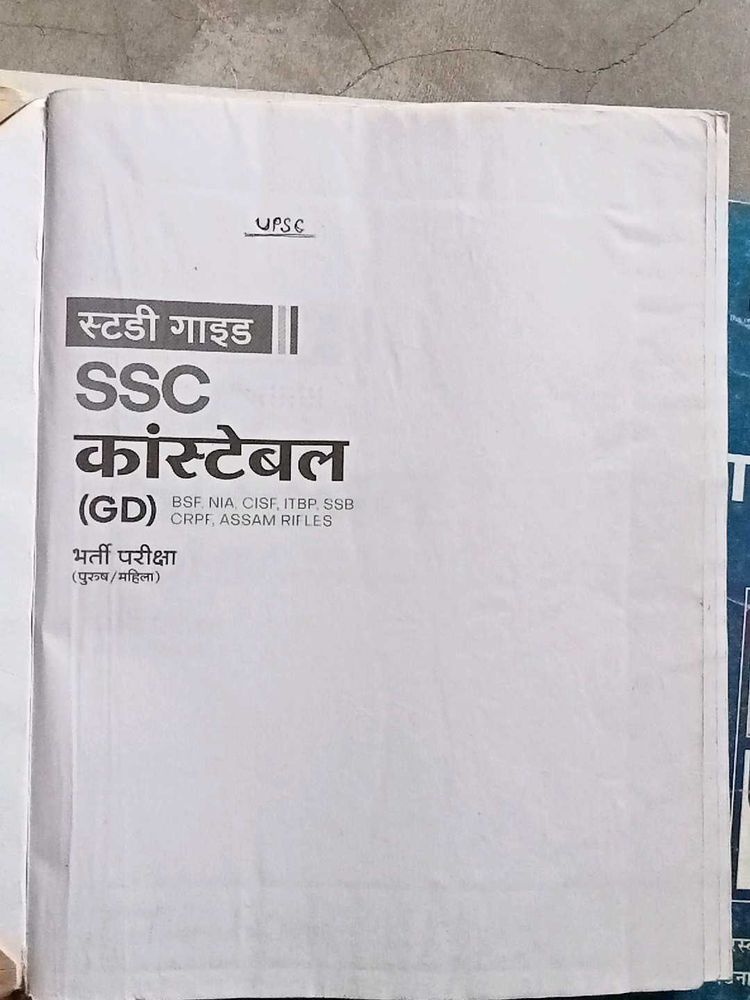 UPSC
स्टडी गाइड
SSC
कांस्टेबल
(GD) BSF, NIA, CISF, ITBP, SSB
CRPF, ASSAM RIFLES
भर्ती परीक्षा
(पुरुष/महिला)